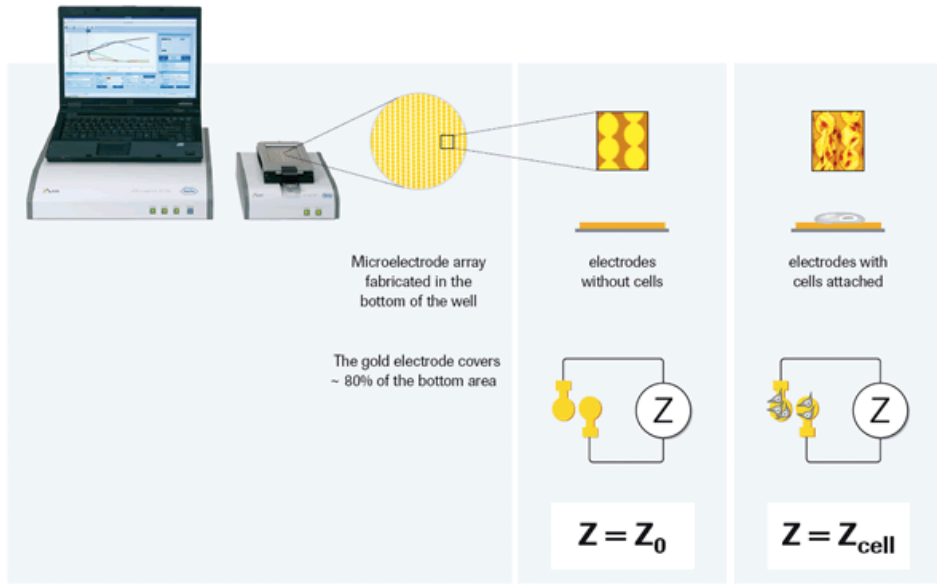 Microelectrode array
fabricated in the
bottom of the well
electrodes
without cells
electrodes with
cells attached
The gold electrode covers
~ 80% of the bottom area
Z
Z
Z = Z0
Z = Zcell